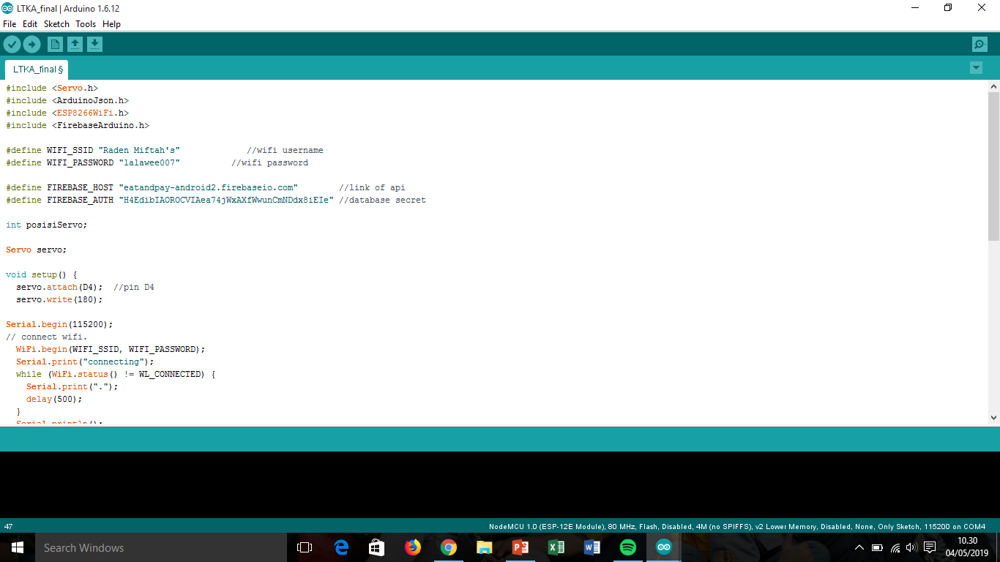 LTKA_final | Arduino 1.6.12
File Edit Sketch Tools Help
LTKA_final §
#include <Servo.h>
#include <ArduinoJson.h>
#include <ESP8266WiFi.h>
#include <FirebaseArduino.h>
#define WIFI_SSID "Raden Miftah's" //wifi username
#define WIFI_PASSWORD "lalawee007" //wifi password
#define FIREBASE_HOST "eatandpay-android2.firebaseio.com" //link of api
#define FIREBASE_AUTH "H4EdibIAOROCVIAea74jWxAXfWwunCmNDdx8iEIe" //database secret
int posisiServo;
Servo servo;
void setup() {
servo.attach(D4); //pin D4
servo.write(180);
Serial.begin(115200);
// connect wifi.
WiFi.begin(WIFI_SSID, WIFI_PASSWORD);
Serial.print("connecting");
while (WiFi.status() != WL_CONNECTED) {
Serial.print(".");
delay(500);
}
Serial.println();
47
NodeMCU 1.0 (ESP-12E Module), 80 MHz, Flash, Disabled, 4M (no SPIFFS), v2 Lower Memory, Disabled, None, Only Sketch, 115200 on COM4
Search Windows
10.30
04/05/2019